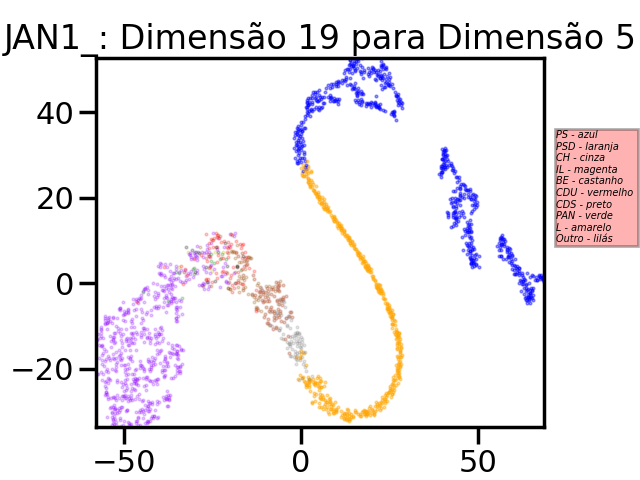 JAN1_: Dimensão 19 para Dimensão 5
40
20
0
−20
−50
0
50
PS - azul
PSD - laranja
CH - cinza
IL - magenta
BE - castanho
CDU - vermelho
CDS - preto
PAN - verde
L - amarelo
Outro - lilás